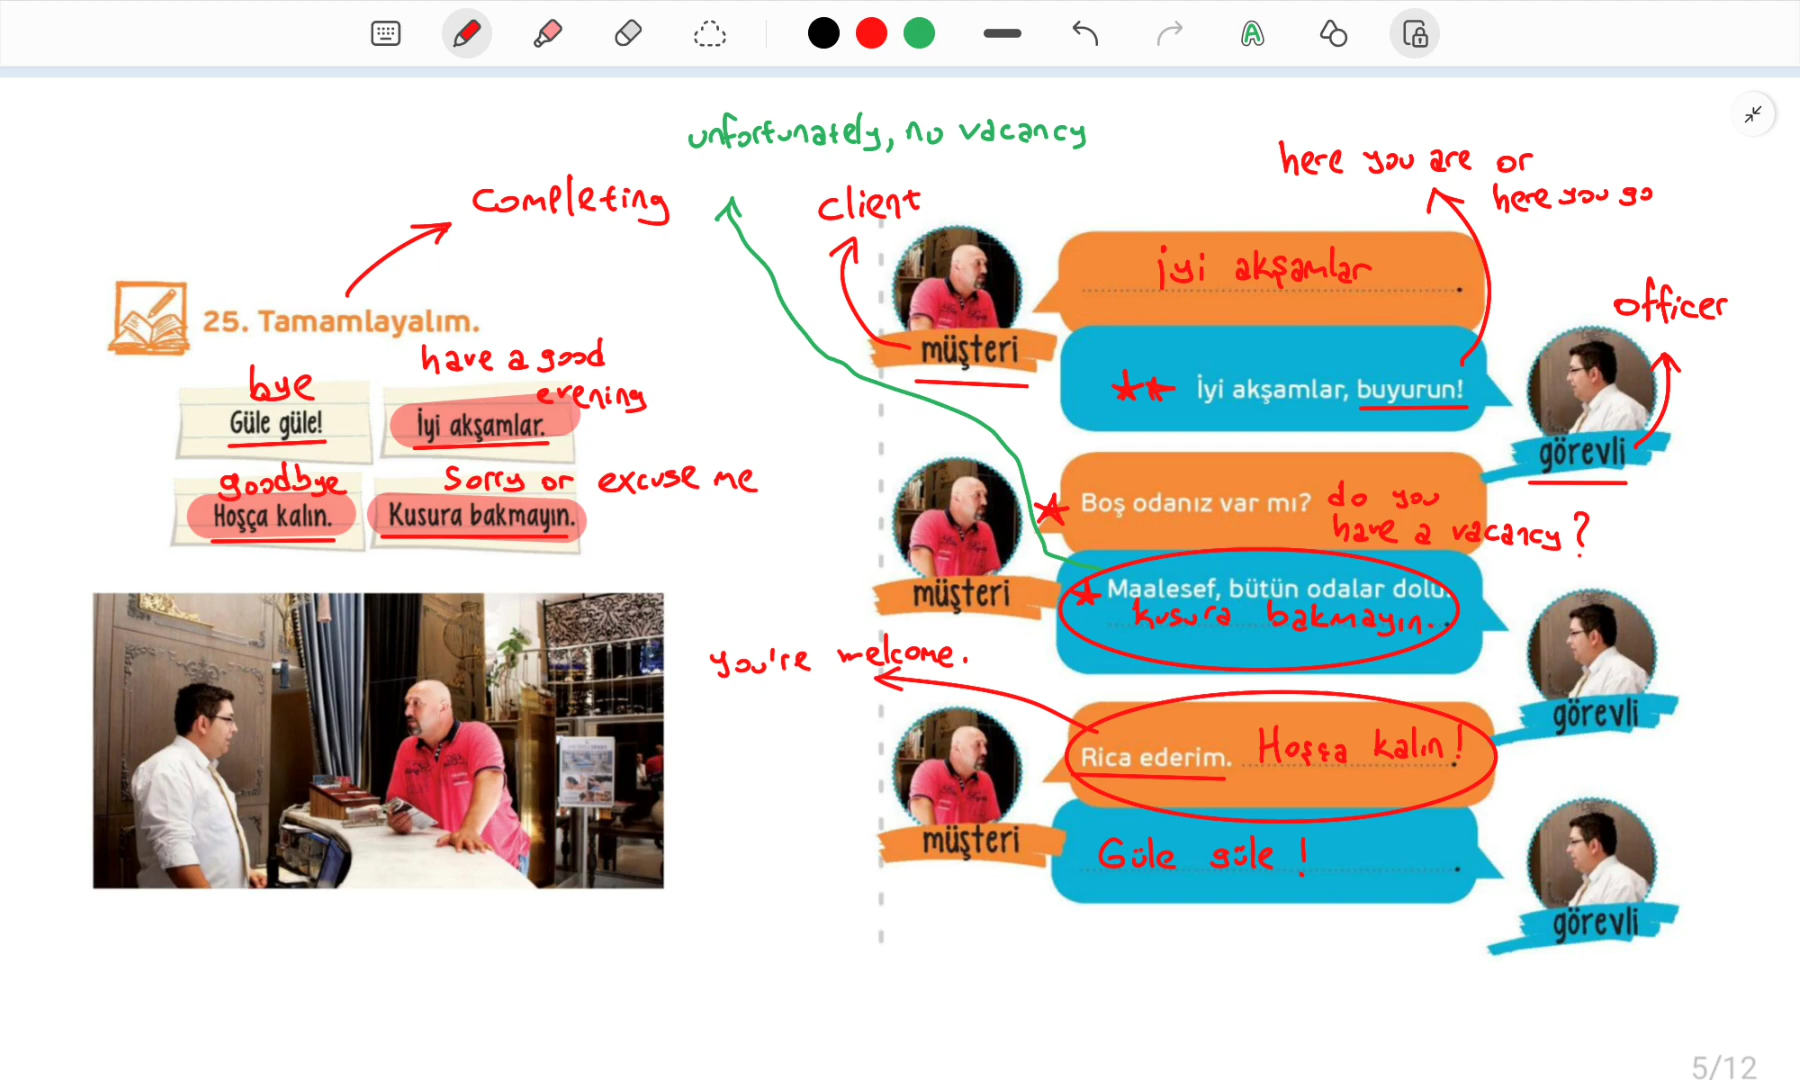 unfortunately, no vacancy
completing
client
here you are or
here you go
25. Tamamlayalım.
bye
Güle güle!
have a good
evening
İyi akşamlar.
goodbye
Hoşça kalın.
Sorry or excuse me
Kusura bakmayın.
iyi akşamlar
müşteri
officer
** İyi akşamlar, buyurun!
görevli
* Boş odanız var mı? do you
have a vacancy?
müşteri
* Maalesef, bütün odalar dolu.
kusura bakmayın.
görevli
you're welcome.
Rica ederim. Hoşça kalın!
müşteri
Güle güle!
görevli
5/12